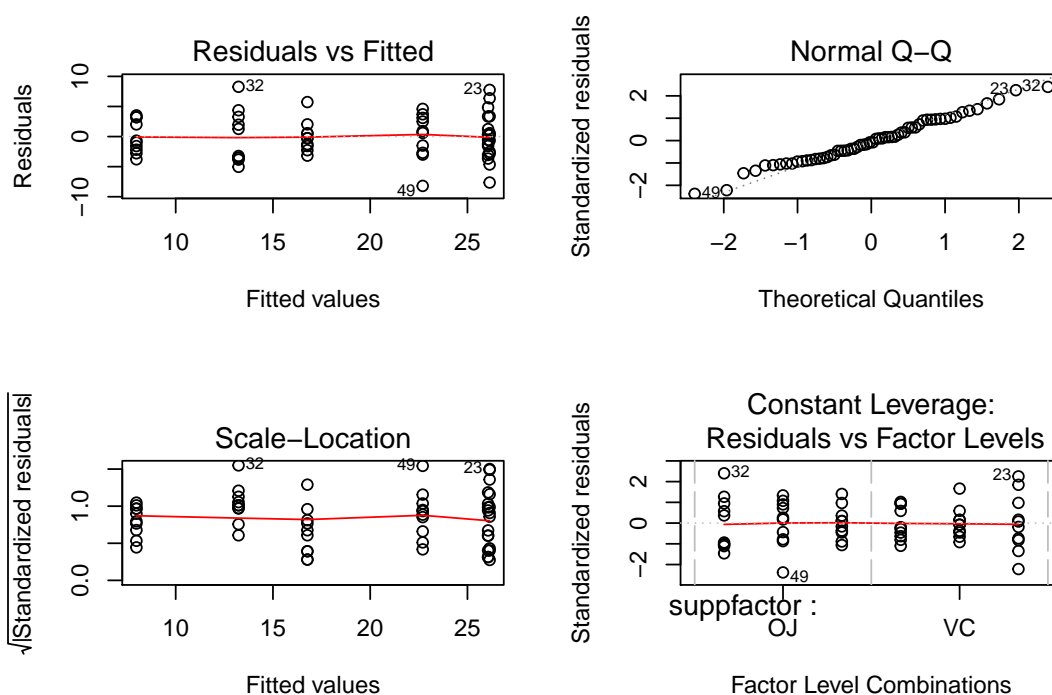 Residuals vs Fitted
Residuals
10
0
−10
32
23
49
10
15
20
25
Fitted values
Normal Q−Q
Standardized residuals
2
0
−2
23
32
49
−2
−1
0
1
2
Theoretical Quantiles
Scale−Location
√|Standardized residuals|
1.0
0.0
32
49
23
10
15
20
25
Fitted values
Constant Leverage:
Residuals vs Factor Levels
Standardized residuals
2
0
−2
32
23
49
suppfactor :
OJ
VC
Factor Level Combinations